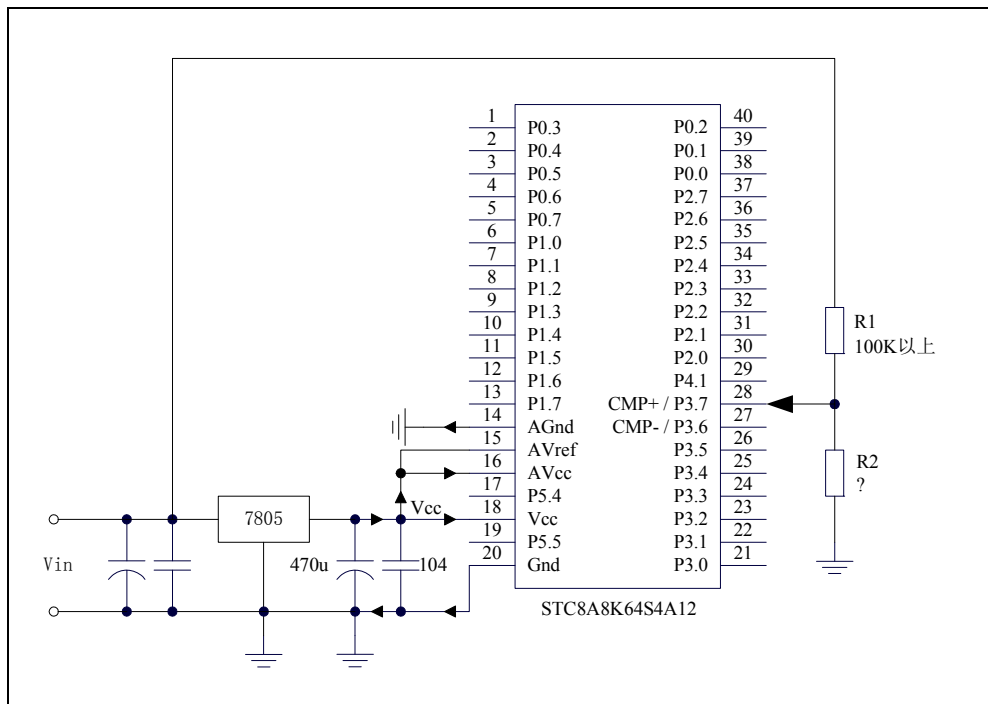 1 P0.3 P0.2 40
2 P0.4 P0.1 39
3 P0.5 P0.0 38
4 P0.6 P2.7 37
5 P0.7 P2.6 36
6 P1.0 P2.5 35
7 P1.1 P2.4 34
8 P1.2 P2.3 33
9 P1.3 P2.2 32
10 P1.4 P2.1 31
11 P1.5 P2.0 30
12 P1.6 P4.1 29
13 P1.7 CMP+ / P3.7 28
14 AGnd CMP- / P3.6 27
15 AVref P3.5 26
16 AVcc P3.4 25
17 P5.4 P3.3 24
18 Vcc P3.2 23
19 P5.5 P3.1 22
20 Gnd P3.0 21
R1
100K以上
R2
?
Vcc
7805
Vin
470u
104
STC8A8K64S4A12